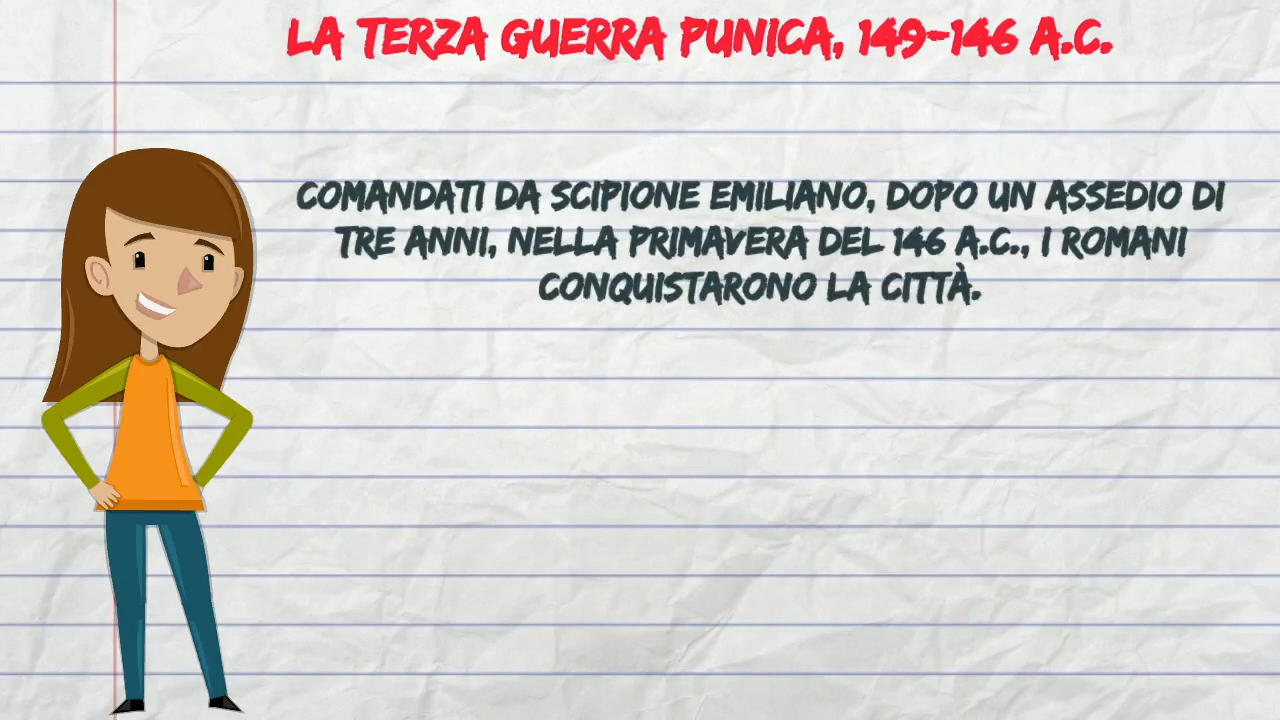 LA TERZA GUERRA PUNICA, 149-146 A.C.
COMANDATI DA SCIPIONE EMILIANO, DOPO UN ASSEDIO DI
TRE ANNI, NELLA PRIMAVERA DEL 146 A.C., I ROMANI
CONQUISTARONO LA CITTÀ.